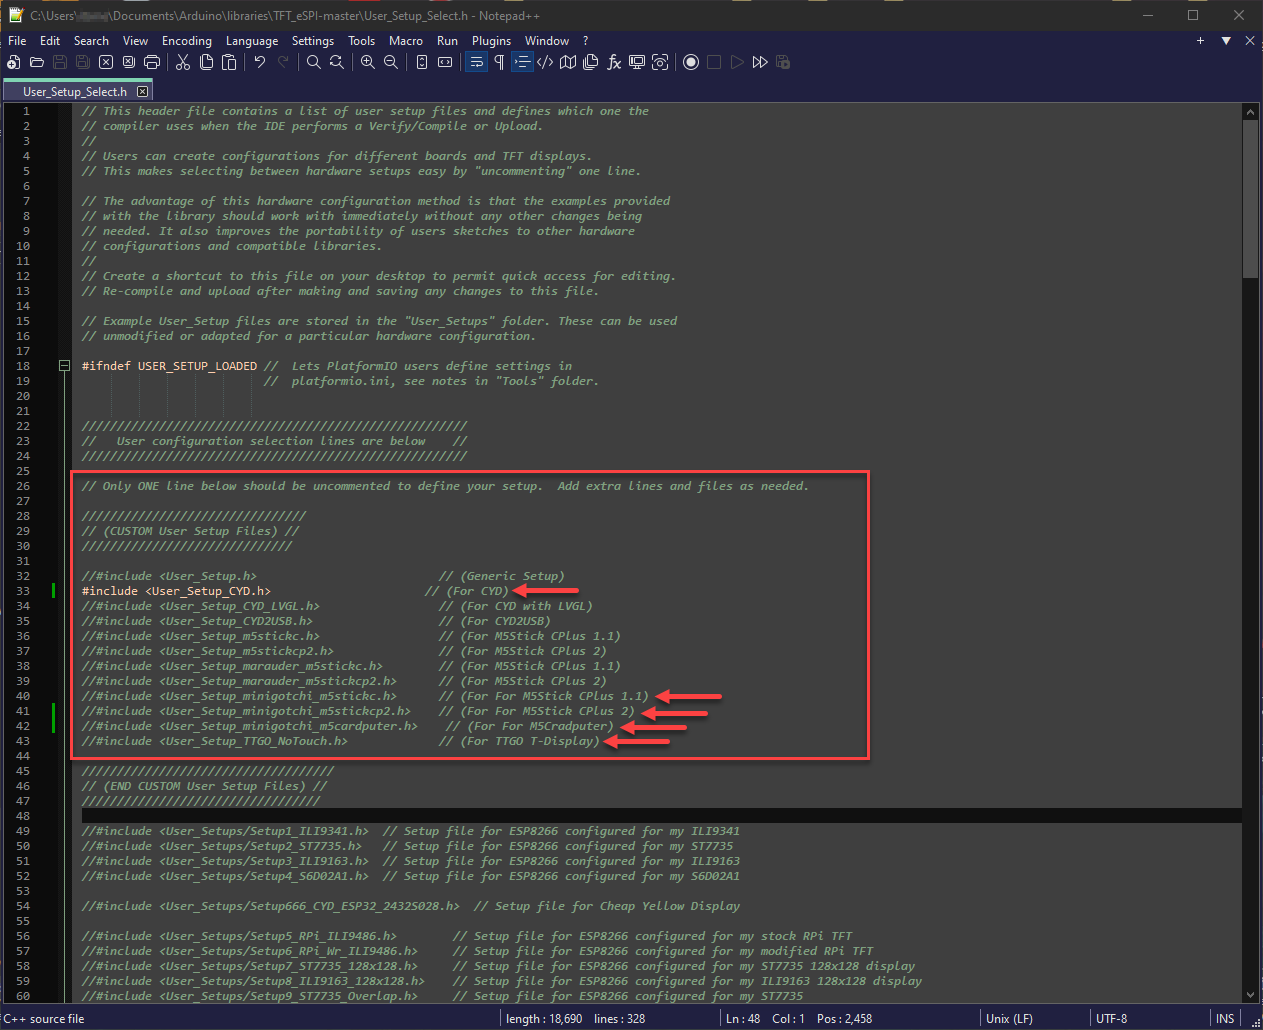 C:\Users\ \Documents\Arduino\libraries\TFT_eSPI-master\User_Setup_Select.h - Notepad++
File Edit Search View Encoding Language Settings Tools Macro Run Plugins Window ?
User_Setup_Select.h
1 // This header file contains a list of user setup files and defines which one the
2 // compiler uses when the IDE performs a Verify/Compile or Upload.
3 //
4 // Users can create configurations for different boards and TFT displays.
5 // This makes selecting between hardware setups easy by "uncommenting" one line.
6
7 // The advantage of this hardware configuration method is that the examples provided
8 // with the library should work with immediately without any other changes being
9 // needed. It also improves the portability of users sketches to other hardware
10 // configurations and compatible libraries.
11 //
12 // Create a shortcut to this file on your desktop to permit quick access for editing.
13 // Re-compile and upload after making and saving any changes to this file.
14
15 // Example User_Setup files are stored in the "User_Setups" folder. These can be used
16 // unmodified or adapted for a particular hardware configuration.
17
18 #ifndef USER_SETUP_LOADED // Lets PlatformIO users define settings in
19 // platformio.ini, see notes in "Tools" folder.
20
21
22 ///////////////////////////////////////////////////////
23 // User configuration selection lines are below //
24 ///////////////////////////////////////////////////////
25
26 // Only ONE line below should be uncommented to define your setup. Add extra lines and files as needed.
27
28 ////////////////////////////////
29 // (CUSTOM User Setup Files) //
30 //////////////////////////////
31
32 //#include <User_Setup.h> // (Generic Setup)
33 #include <User_Setup_CYD.h> // (For CYD)
34 //#include <User_Setup_CYD_LVGL.h> // (For CYD with LVGL)
35 //#include <User_Setup_CYD2USB.h> // (For CYD2USB)
36 //#include <User_Setup_m5stickc.h> // (For M5Stick CPlus 1.1)
37 //#include <User_Setup_m5stickcp2.h> // (For M5Stick CPlus 2)
38 //#include <User_Setup_marauder_m5stickc.h> // (For M5Stick CPlus 1.1)
39 //#include <User_Setup_marauder_m5stickcp2.h> // (For M5Stick CPlus 2)
40 //#include <User_Setup_minigotchi_m5stickc.h> // (For For M5Stick CPlus 1.1)
41 //#include <User_Setup_minigotchi_m5stickcp2.h> // (For For M5Stick CPlus 2)
42 //#include <User_Setup_minigotchi_m5cardputer.h> // (For For M5Cradputer)
43 //#include <User_Setup_TTGO_NoTouch.h> // (For TTGO T-Display)
44
45 ////////////////////////////////////
46 // (END CUSTOM User Setup Files) //
47 //////////////////////////////////
48
49 //#include <User_Setups/Setup1_ILI9341.h> // Setup file for ESP8266 configured for my ILI9341
50 //#include <User_Setups/Setup2_ST7735.h> // Setup file for ESP8266 configured for my ST7735
51 //#include <User_Setups/Setup3_ILI9163.h> // Setup file for ESP8266 configured for my ILI9163
52 //#include <User_Setups/Setup4_S6D02A1.h> // Setup file for ESP8266 configured for my S6D02A1
53
54 //#include <User_Setups/Setup666_CYD_ESP32_2432S028.h> // Setup file for Cheap Yellow Display
55
56 //#include <User_Setups/Setup5_RPi_ILI9486.h> // Setup file for ESP8266 configured for my stock RPi TFT
57 //#include <User_Setups/Setup6_RPi_Wr_ILI9486.h> // Setup file for ESP8266 configured for my modified RPi TFT
58 //#include <User_Setups/Setup7_ST7735_128x128.h> // Setup file for ESP8266 configured for my ST7735 128x128 display
59 //#include <User_Setups/Setup8_ILI9163_128x128.h> // Setup file for ESP8266 configured for my ILI9163 128x128 display
60 //#include <User_Setups/Setup9_ST7735_Overlap.h> // Setup file for ESP8266 configured for my ST7735
C++ source file length : 18,690 lines : 328 Ln : 48 Col : 1 Pos : 2,458 Unix (LF) UTF-8 INS